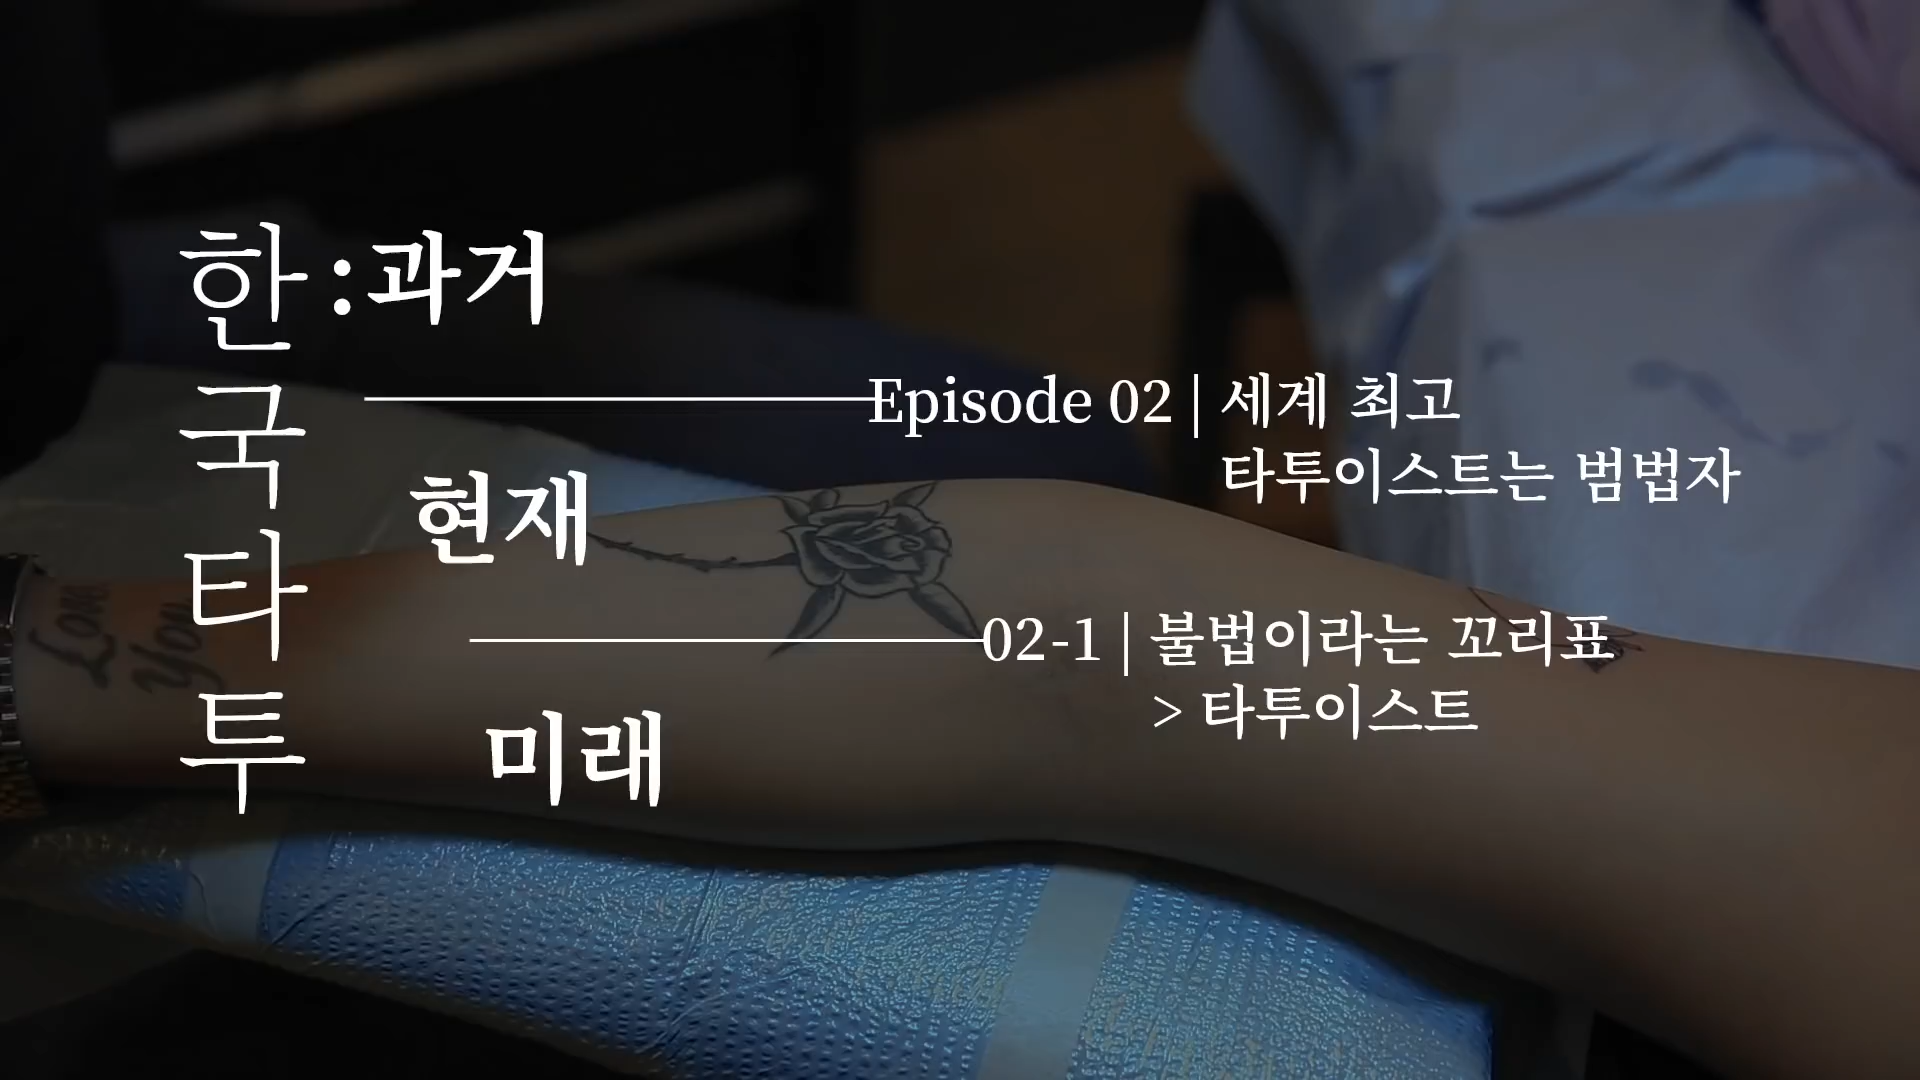 한국타투
:과거
현재
미래
Episode 02 | 세계 최고
타투이스트는 범법자
02-1 | 불법이라는 꼬리표
> 타투이스트
Love
You